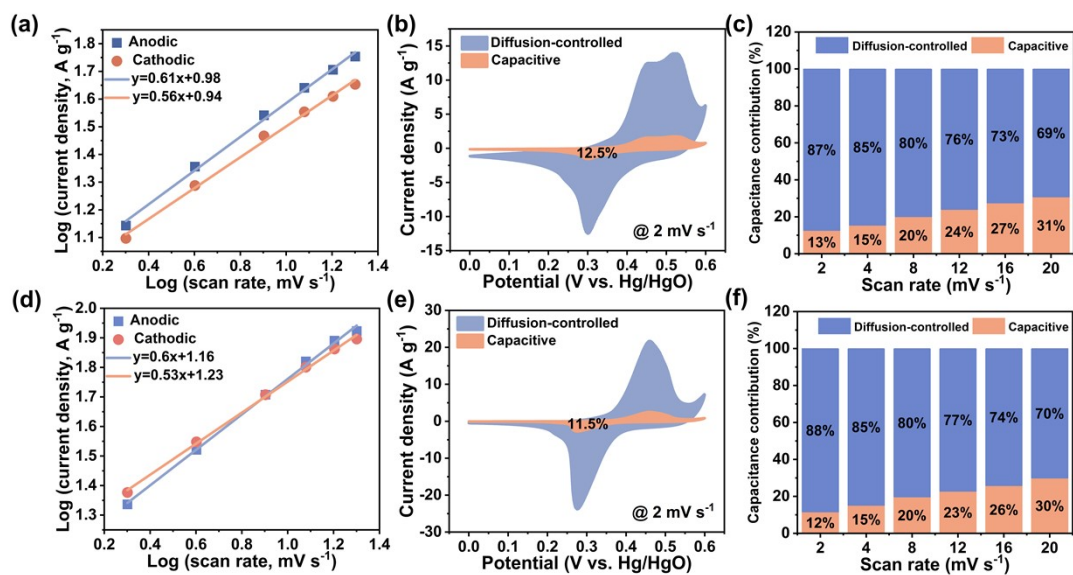 (a)
Anodic
Cathodic
y=0.61x+0.98
y=0.56x+0.94
Log (current density, A g⁻¹)
1.8
1.7
1.6
1.5
1.4
1.3
1.2
1.1
0.2 0.4 0.6 0.8 1.0 1.2 1.4
Log (scan rate, mV s⁻¹)
(b)
Diffusion-controlled
Capacitive
Current density (A g⁻¹)
15
10
5
0
-5
-10
-15
12.5%
@ 2 mV s⁻¹
0.0 0.1 0.2 0.3 0.4 0.5 0.6
Potential (V vs. Hg/HgO)
(c)
Diffusion-controlled Capacitive
Capacitance contribution (%)
120
100
80
60
40
20
0
87% 85% 80% 76% 73% 69%
13% 15% 20% 24% 27% 31%
2 4 8 12 16 20
Scan rate (mV s⁻¹)
(d)
Anodic
Cathodic
y=0.6x+1.16
y=0.53x+1.23
Log (current density, A g⁻¹)
2.0
1.9
1.8
1.7
1.6
1.5
1.4
1.3
0.2 0.4 0.6 0.8 1.0 1.2 1.4
Log (scan rate, mV s⁻¹)
(e)
Diffusion-controlled
Capacitive
Current density (A g⁻¹)
30
20
10
0
-10
-20
-30
11.5%
@ 2 mV s⁻¹
0.0 0.1 0.2 0.3 0.4 0.5 0.6
Potential (V vs. Hg/HgO)
(f)
Diffusion-controlled Capacitive
Capacitance contribution (%)
120
100
80
60
40
20
0
88% 85% 80% 77% 74% 70%
12% 15% 20% 23% 26% 30%
2 4 8 12 16 20
Scan rate (mV s⁻¹)